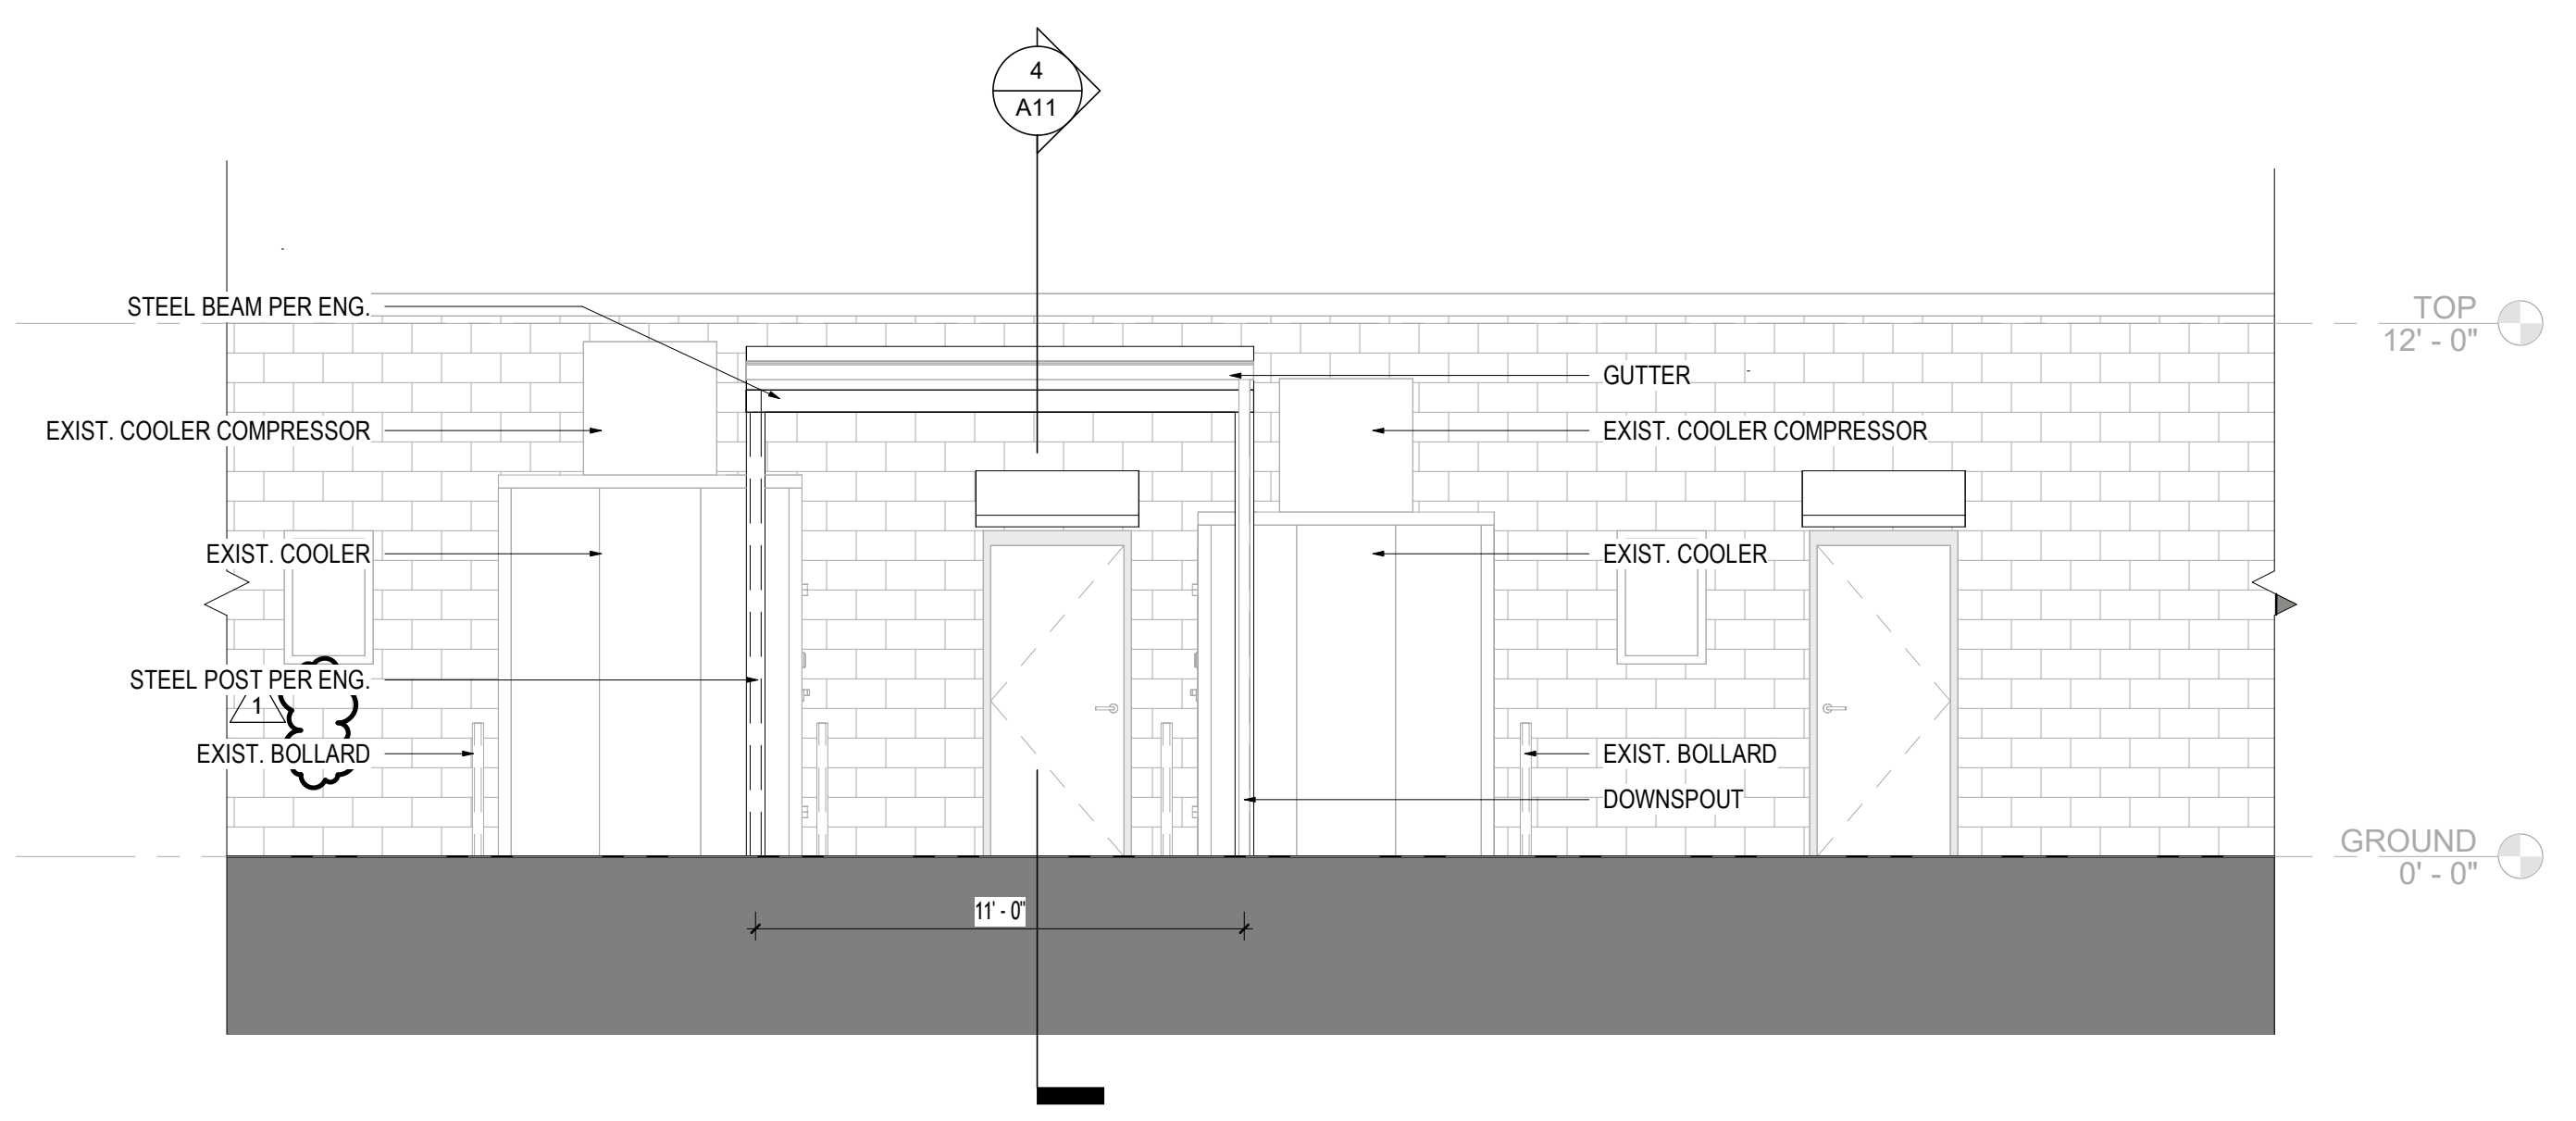 4
A11
STEEL BEAM PER ENG.
TOP
12' - 0"
GUTTER
EXIST. COOLER COMPRESSOR
EXIST. COOLER COMPRESSOR
EXIST. COOLER
EXIST. COOLER
STEEL POST PER ENG.
1
EXIST. BOLLARD
EXIST. BOLLARD
DOWNSPOUT
GROUND
0' - 0"
11' - 0"